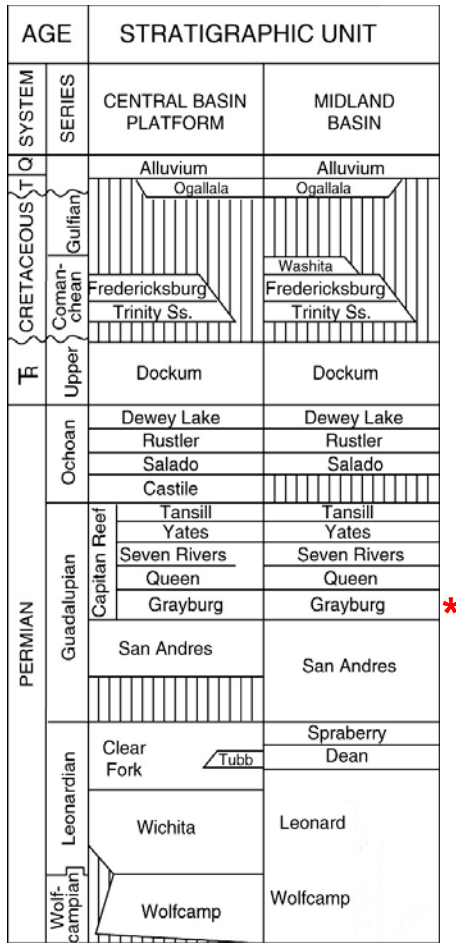 AGE
STRATIGRAPHIC UNIT
SYSTEM
SERIES
CENTRAL BASIN
PLATFORM
MIDLAND
BASIN
Q
Alluvium
Alluvium
T
Ogallala
Ogallala
CRETACEOUS
Gulfian
Coman-
chean
Washita
Fredericksburg
Fredericksburg
Trinity Ss.
Trinity Ss.
TR
Upper
Dockum
Dockum
PERMIAN
Ochoan
Dewey Lake
Dewey Lake
Rustler
Rustler
Salado
Salado
Castile
Guadalupian
Capitan Reef
Tansill
Tansill
Yates
Yates
Seven Rivers
Seven Rivers
Queen
Queen
Grayburg
Grayburg
*
San Andres
San Andres
Leonardian
Spraberry
Clear
Fork
Tubb
Dean
Wichita
Leonard
Wolf-
campian
Wolfcamp
Wolfcamp